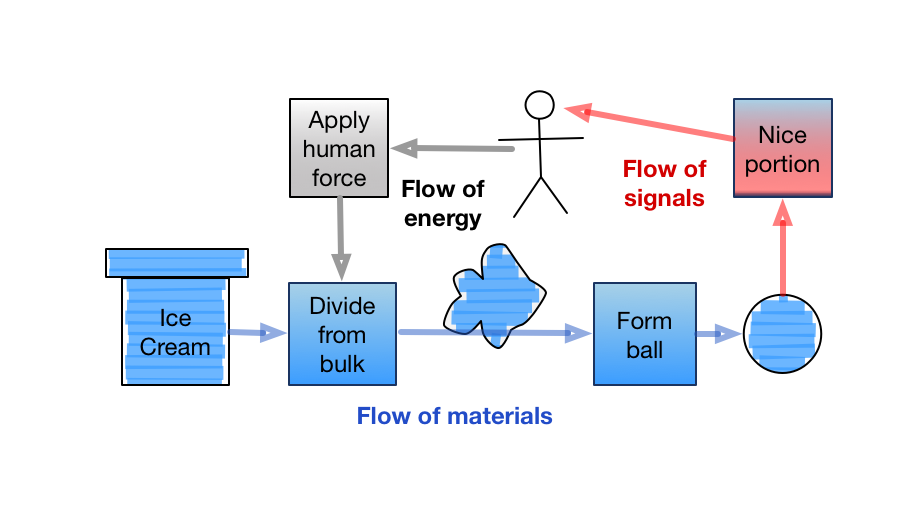 Apply
human
force
Nice
portion
Flow of
signals
Flow of
energy
Ice
Cream
Divide
from
bulk
Form
ball
Flow of materials